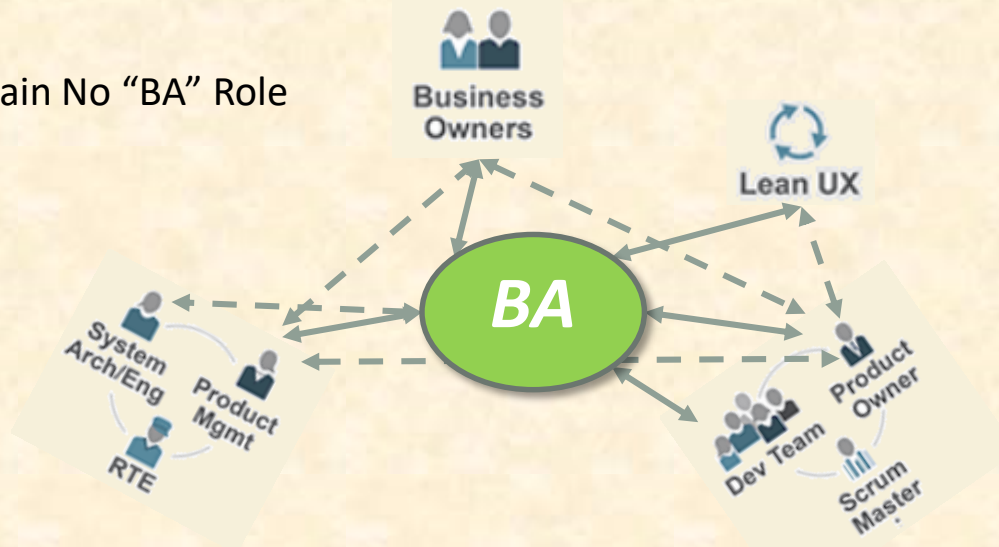 ain No “BA” Role
Business
Owners
Lean UX
BA
System
Arch/Eng
Product
Mgmt
RTE
Product
Owner
Dev Team
Scrum
Master